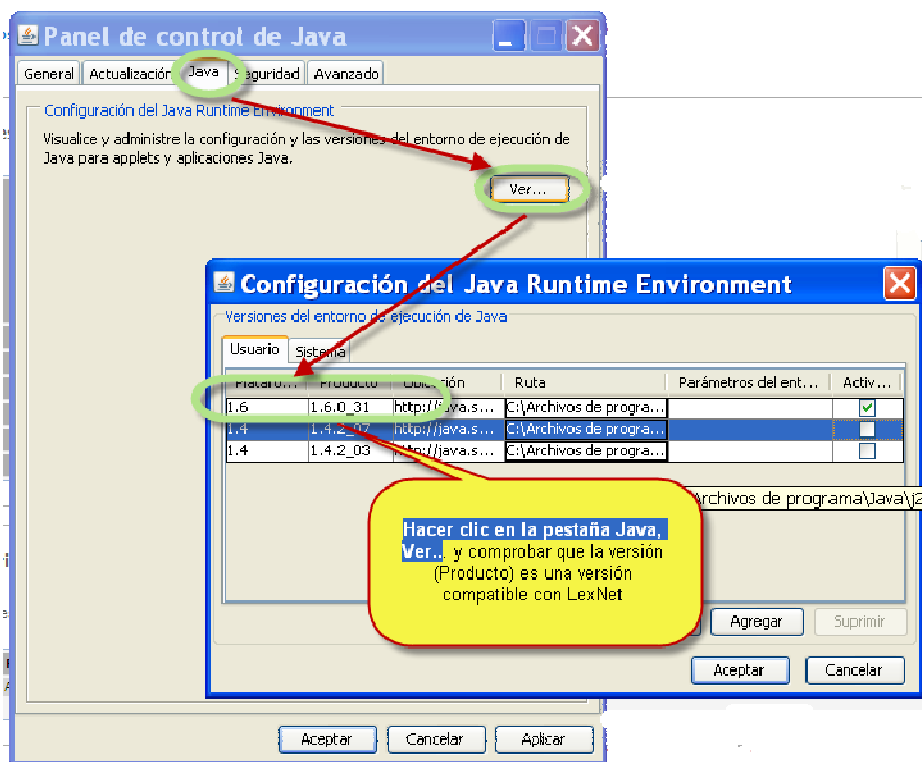 Panel de control de Java
General Actualización Java Seguridad Avanzado
Configuración del Java Runtime Environment
Visualice y administre la configuración y las versiones del entorno de ejecución de
Java para applets y aplicaciones Java.
Ver...
Configuración del Java Runtime Environment
Versiones del entorno de ejecución de Java
Usuario Sistema
Platafo... Producto Ubicación Ruta Parámetros del ent... Activ...
1.6 1.6.0_31 http://java.s... C:\Archivos de progra...
1.4 1.4.2_07 http://java.s... C:\Archivos de progra...
1.4 1.4.2_03 http://java.s... C:\Archivos de progra...
Archivos de programa\Java\j2
Hacer clic en la pestaña Java,
Ver.., y comprobar que la versión
(Producto) es una versión
compatible con LexNet
Agregar Suprimir
Aceptar Cancelar
Aceptar Cancelar Aplicar